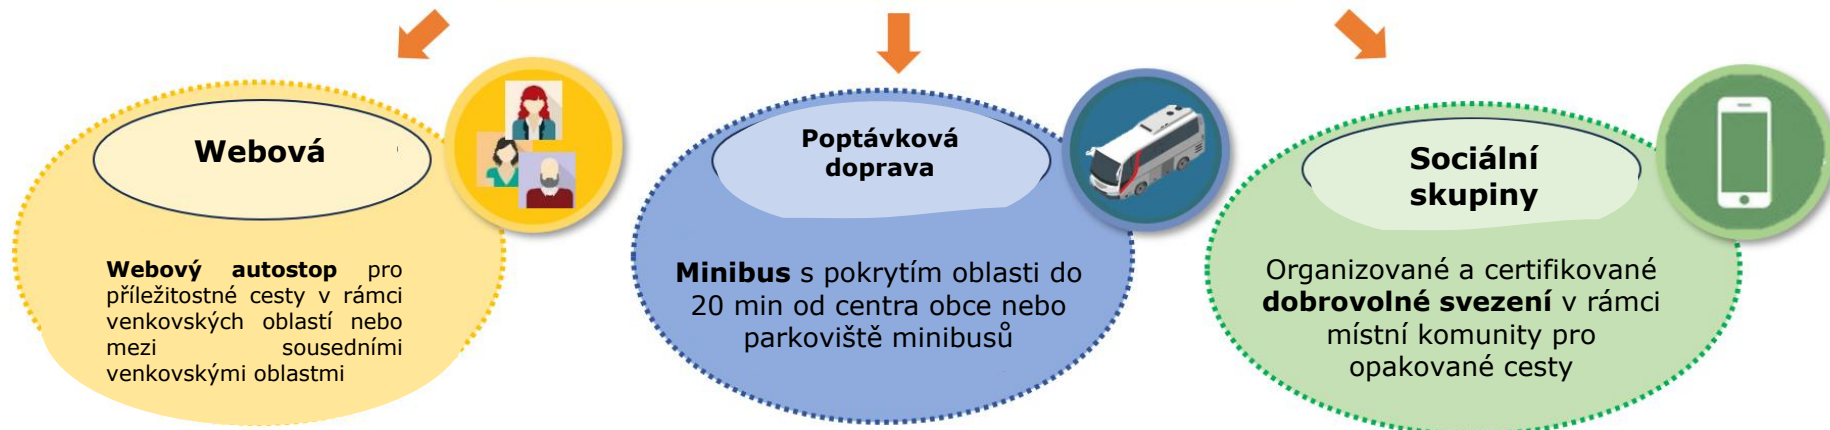 Webová
Webový autostop pro
příležitostné cesty v rámci
venkovských oblastí nebo
mezi sousedními
venkovskými oblastmi
Poptávková
doprava
Minibus s pokrytím oblasti do
20 min od centra obce nebo
parkoviště minibusů
Sociální
skupiny
Organizované a certifikované
dobrovolné svezení v rámci
místní komunity pro
opakované cesty